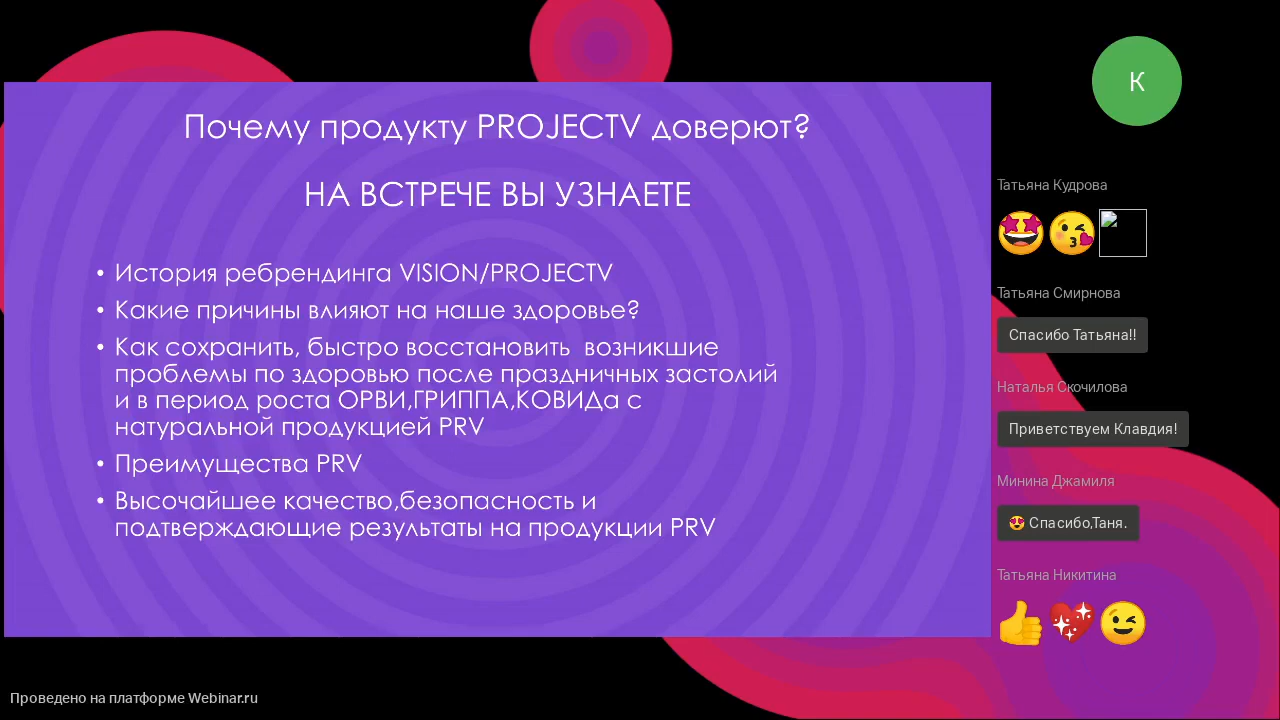 Почему продукту PROJECTV доверют?
НА ВСТРЕЧЕ ВЫ УЗНАЕТЕ
• История ребрендинга VISION/PROJECTV
• Какие причины влияют на наше здоровье?
• Как сохранить, быстро восстановить  возникшие
проблемы по здоровью после праздничных застолий
и в период роста ОРВИ,ГРИППА,КОВИДа с
натуральной продукцией PRV
• Преимущества PRV
• Высочайшее качество,безопасность и
подтверждающие результаты на продукции PRV
К
Татьяна Кудрова
Татьяна Смирнова
Спасибо Татьяна!!
Наталья Скочилова
Приветствуем Клавдия!
Минина Джамиля
😍 Спасибо,Таня.
Татьяна Никитина
Проведено на платформе Webinar.ru